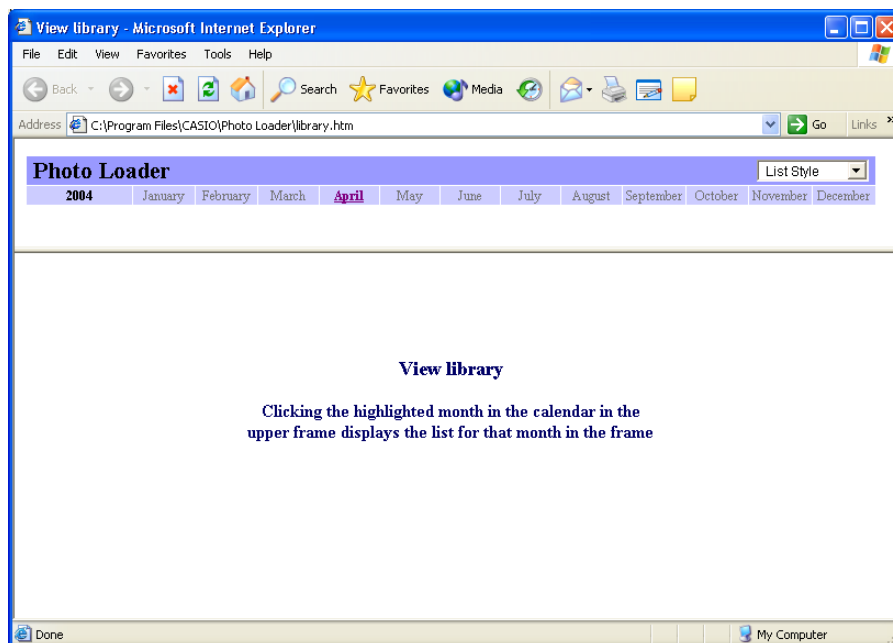 View library - Microsoft Internet Explorer
File Edit View Favorites Tools Help
Back Search Favorites Media
Address C:\Program Files\CASIO\Photo Loader\library.htm Go Links »
Photo Loader List Style
2004 January February March April May June July August September October November December
View library
Clicking the highlighted month in the calendar in the
upper frame displays the list for that month in the frame
Done My Computer